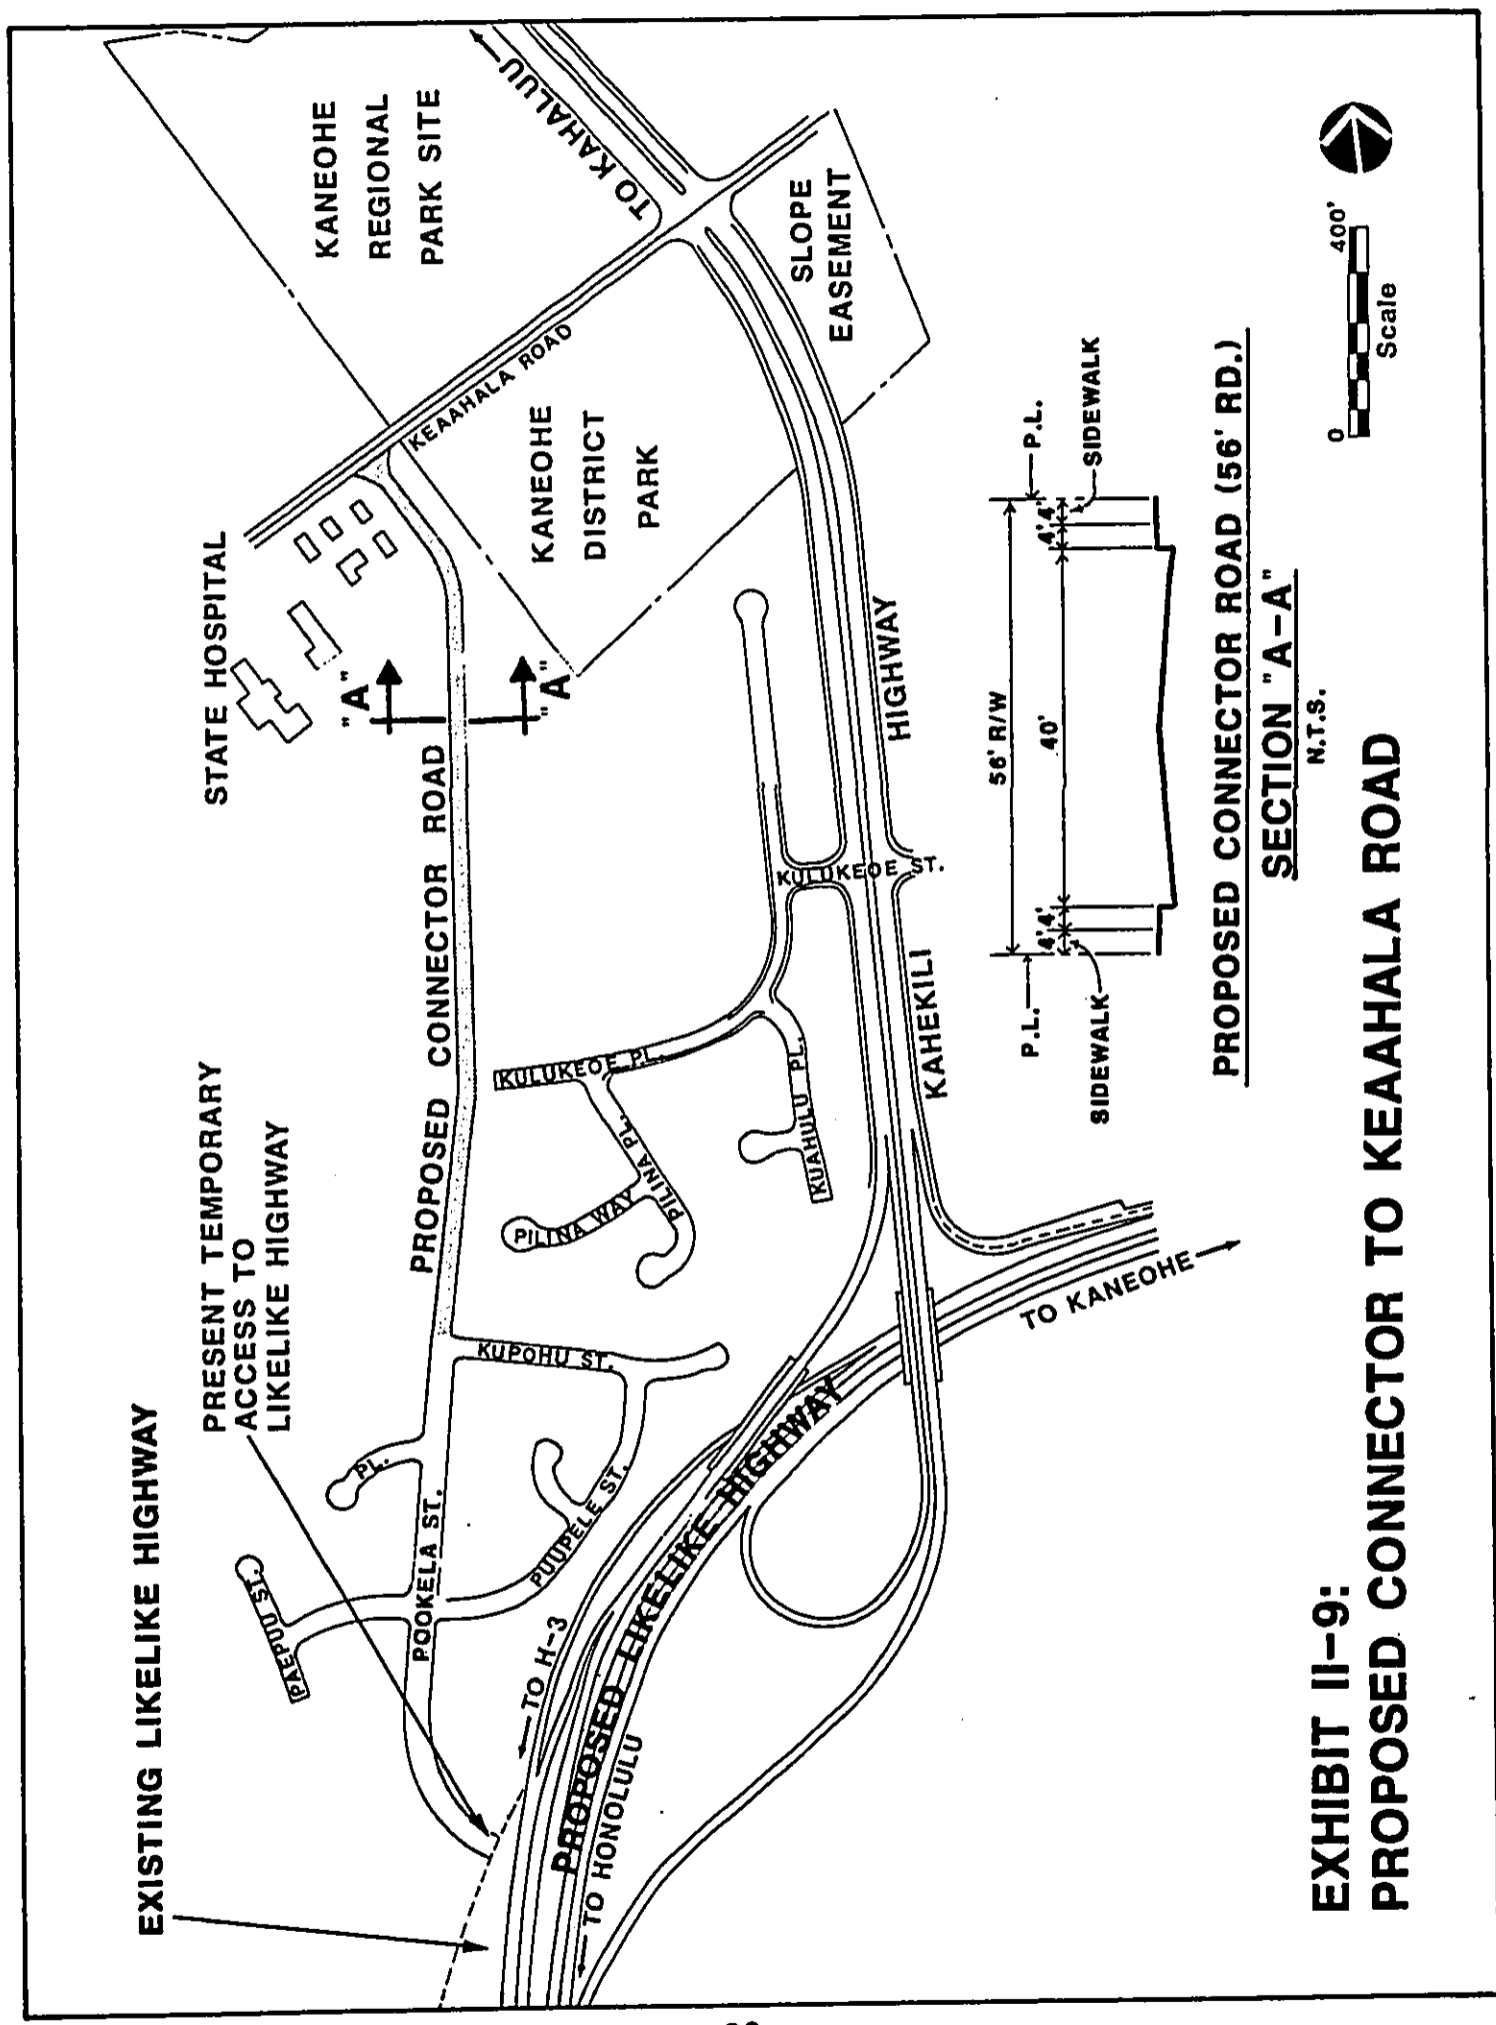 EXISTING LIKELIKE HIGHWAY
PRESENT TEMPORARY
ACCESS TO
LIKELIKE HIGHWAY
STATE HOSPITAL
KANEOHE
REGIONAL
PARK SITE
TO KAHALUU
KEAAHALA ROAD
KANEOHE
DISTRICT
PARK
SLOPE
EASEMENT
"A"
"A"
PROPOSED CONNECTOR ROAD
PAEPUU ST.
POOKELA ST.
PL.
KUPOHU ST.
PUUPELE ST.
PILINA WAY
PILINA PL.
PILINA PL.
KULUKEOE PL.
KUAHULU PL.
KULUKEOE ST.
KAHEKILI HIGHWAY
TO H-3
PROPOSED LIKELIKE HIGHWAY
TO HONOLULU
TO KANEOHE
56' R/W
P.L.
P.L.
4' 4'
40'
4' 4'
SIDEWALK
SIDEWALK
PROPOSED CONNECTOR ROAD (56' RD.)
SECTION "A-A"
N.T.S.
0 400'
Scale
EXHIBIT II-9:
PROPOSED CONNECTOR TO KEAAHALA ROAD